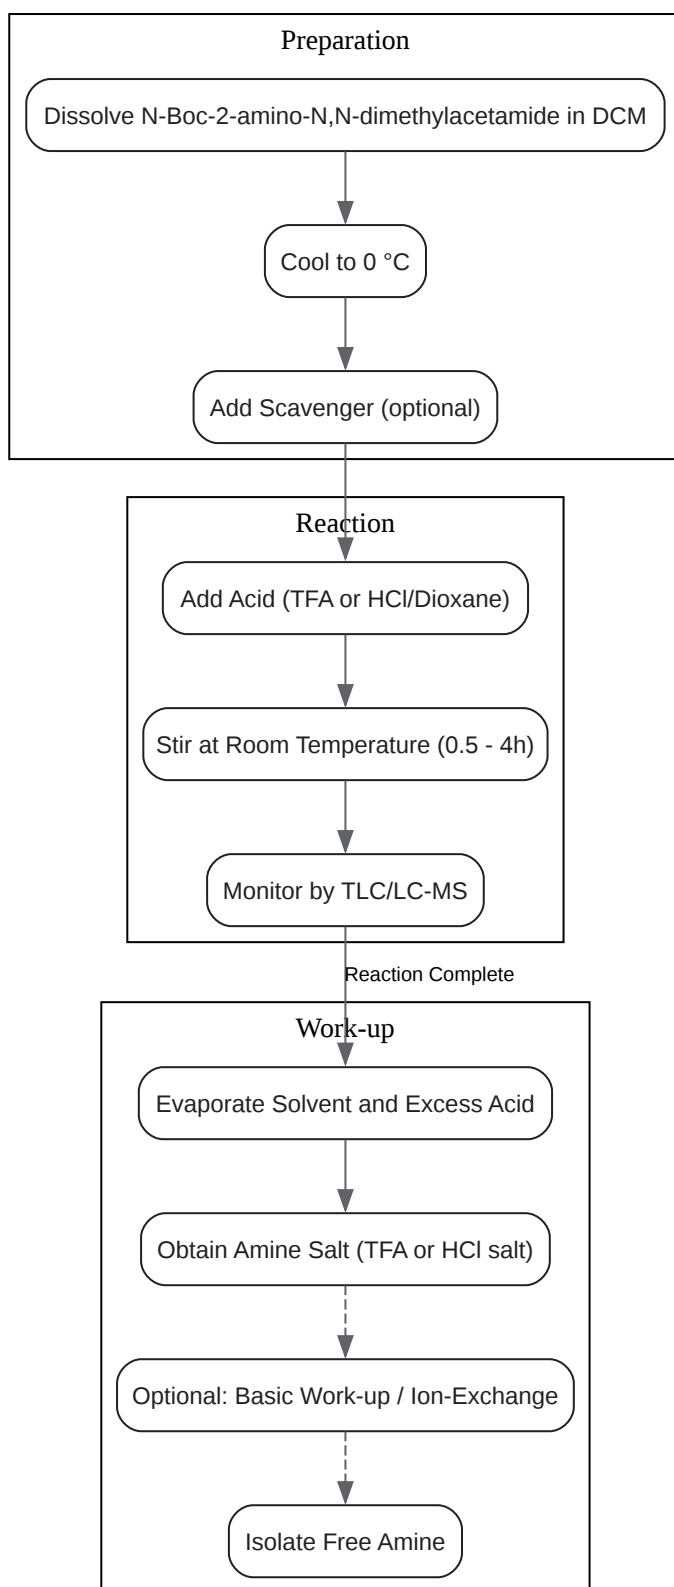 Preparation
Dissolve N-Boc-2-amino-N,N-dimethylacetamide in DCM
Cool to 0 °C
Add Scavenger (optional)
Reaction
Add Acid (TFA or HCl/Dioxane)
Stir at Room Temperature (0.5 - 4h)
Monitor by TLC/LC-MS
Reaction Complete
Work-up
Evaporate Solvent and Excess Acid
Obtain Amine Salt (TFA or HCl salt)
Optional: Basic Work-up / Ion-Exchange
Isolate Free Amine